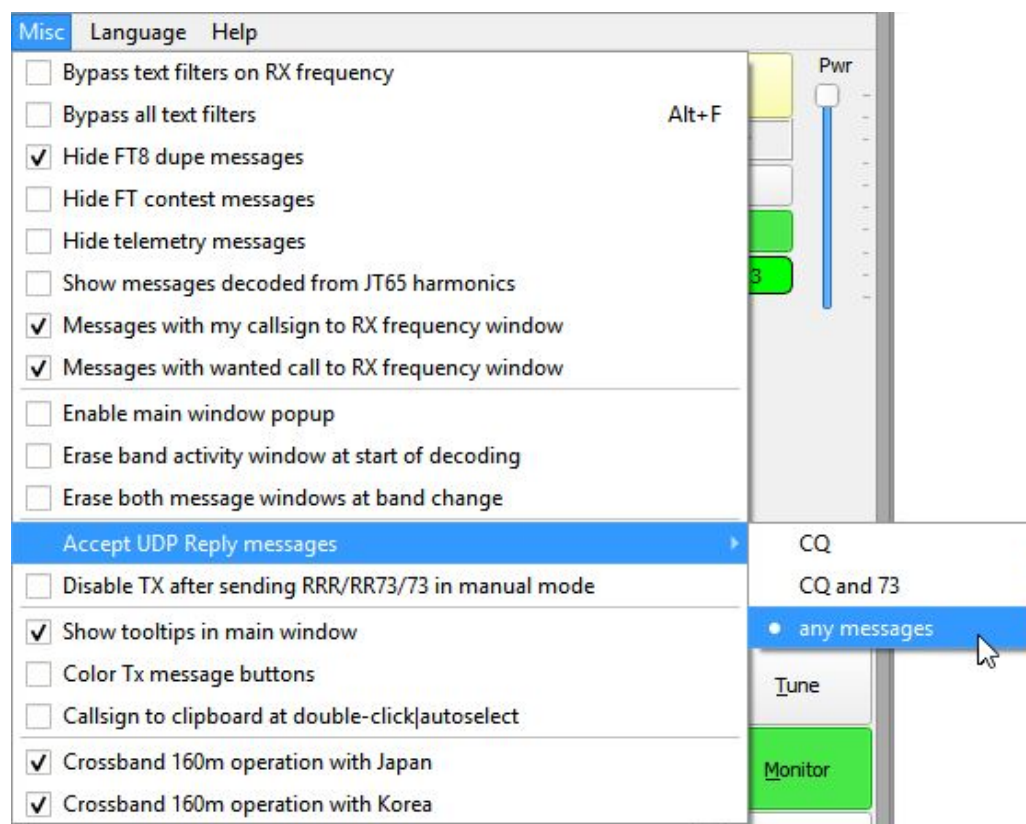 Misc Language Help
Bypass text filters on RX frequency
Pwr
Bypass all text filters Alt+F
Hide FT8 dupe messages
Hide FT contest messages
Hide telemetry messages
Show messages decoded from JT65 harmonics
3
Messages with my callsign to RX frequency window
Messages with wanted call to RX frequency window
Enable main window popup
Erase band activity window at start of decoding
Erase both message windows at band change
Accept UDP Reply messages
CQ
Disable TX after sending RRR/RR73/73 in manual mode
CQ and 73
Show tooltips in main window
any messages
Color Tx message buttons
Tune
Callsign to clipboard at double-click|autoselect
Crossband 160m operation with Japan
Monitor
Crossband 160m operation with Korea